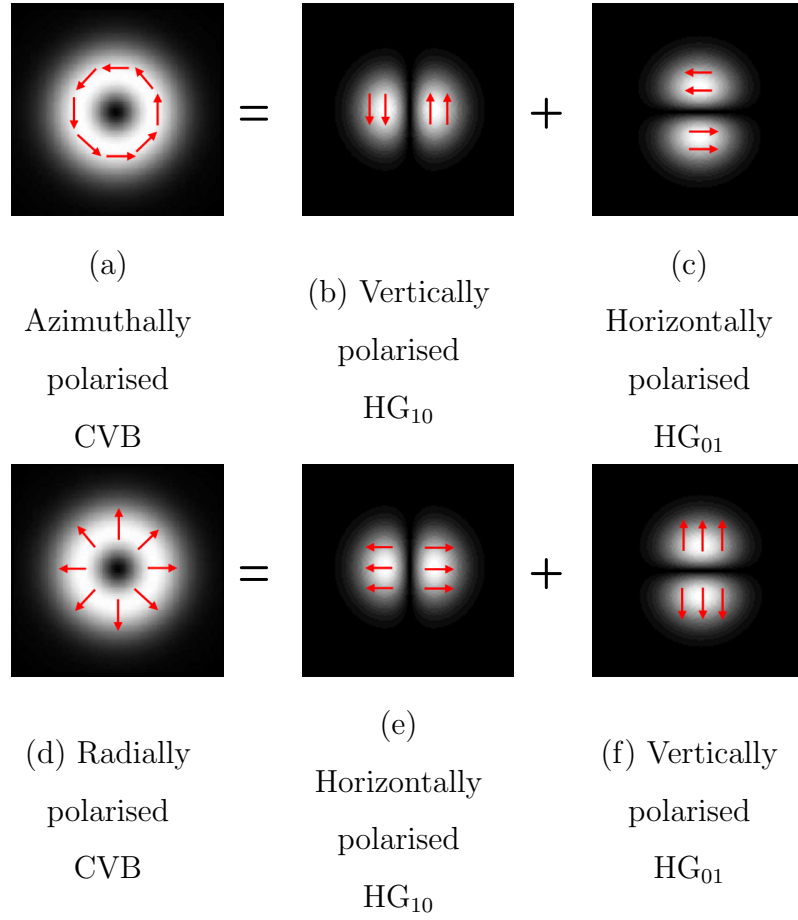 =
+
(a)
Azimuthally
polarised
CVB
(b) Vertically
polarised
HG₁₀
(c)
Horizontally
polarised
HG₀₁
=
+
(d) Radially
polarised
CVB
(e)
Horizontally
polarised
HG₁₀
(f) Vertically
polarised
HG₀₁